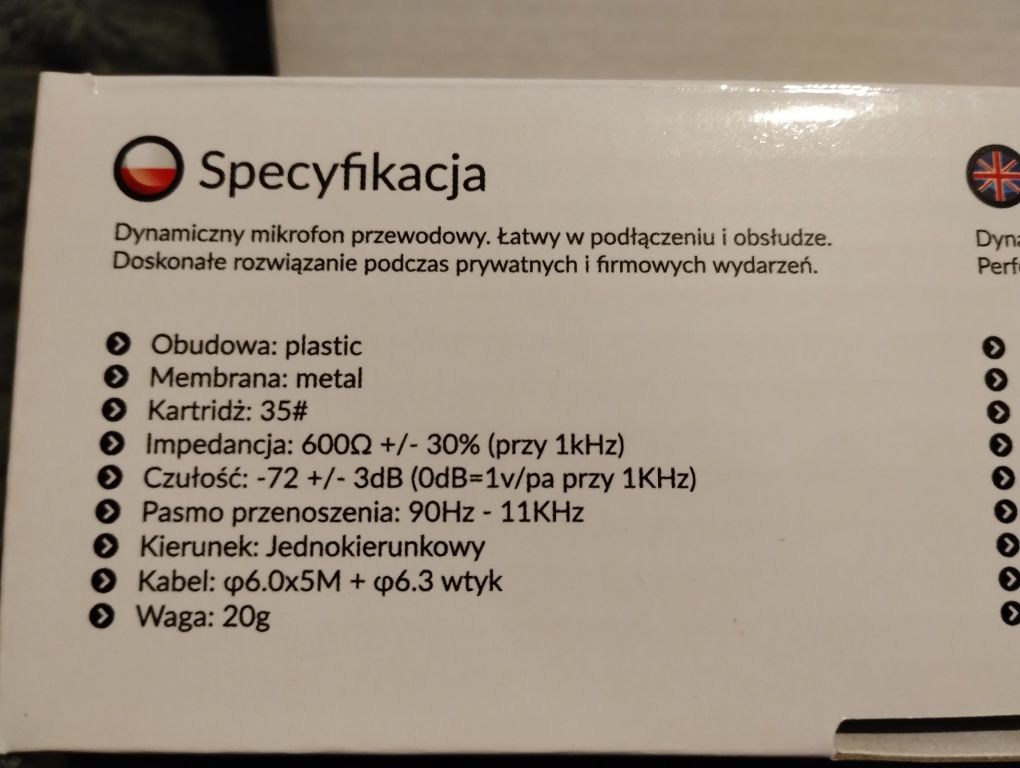 Specyfikacja
Dynamiczny mikrofon przewodowy. Łatwy w podłączeniu i obsłudze.
Doskonałe rozwiązanie podczas prywatnych i firmowych wydarzeń.
Obudowa: plastic
Membrana: metal
Kartridż: 35#
Impedancja: 600Ω +/- 30% (przy 1kHz)
Czułość: -72 +/- 3dB (0dB=1v/pa przy 1KHz)
Pasmo przenoszenia: 90Hz - 11KHz
Kierunek: Jednokierunkowy
Kabel: φ6.0x5M + φ6.3 wtyk
Waga: 20g